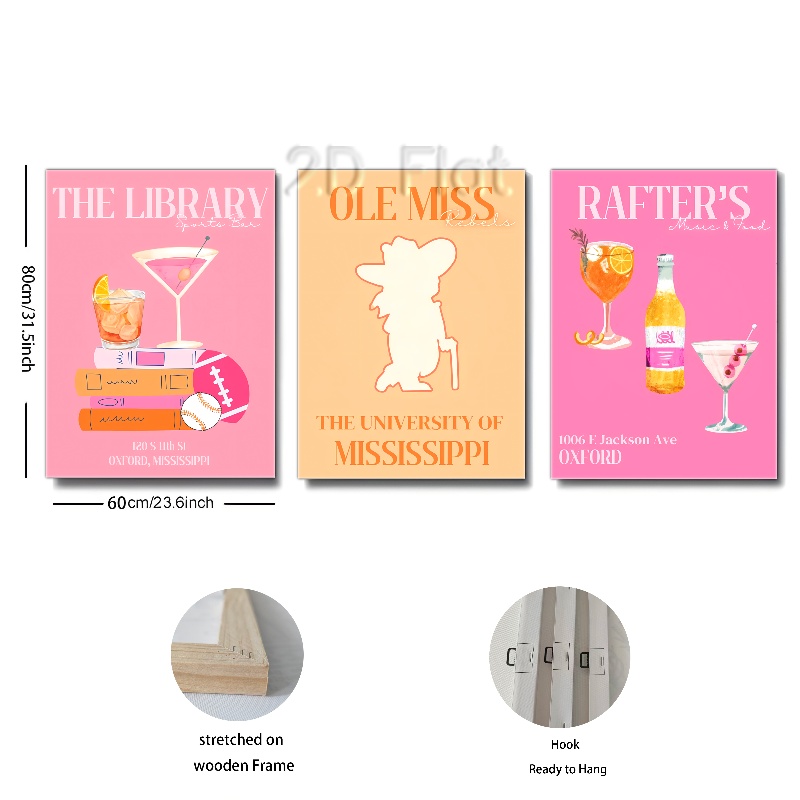 2D Flat
THE LIBRARY
Sports Bar
120 S 11th St
OXFORD, MISSISSIPPI
OLE MISS
Rebels
THE UNIVERSITY OF
MISSISSIPPI
RAFTER'S
Music & Food
1006 E Jackson Ave
OXFORD
80cm/31.5inch
60cm/23.6inch
stretched on
wooden Frame
Hook
Ready to Hang